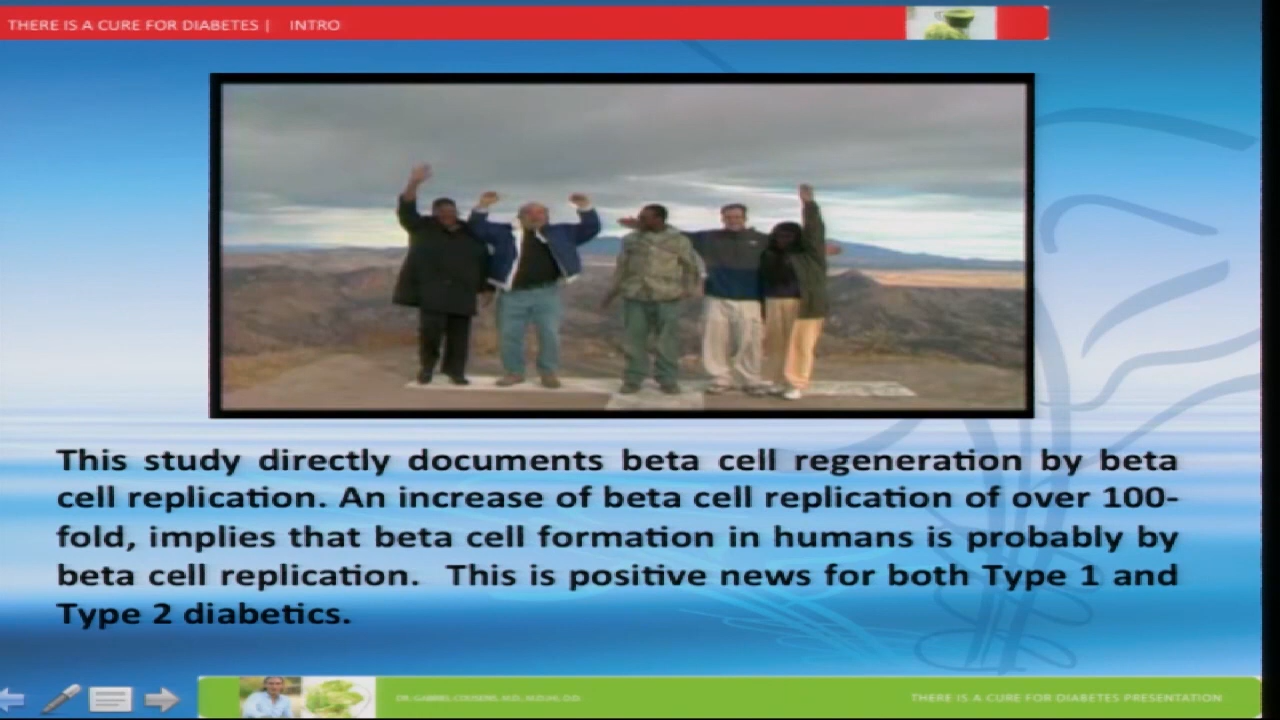 THERE IS A CURE FOR DIABETES | INTRO
This study directly documents beta cell regeneration by beta
cell replication. An increase of beta cell replication of over 100-
fold, implies that beta cell formation in humans is probably by
beta cell replication. This is positive news for both Type 1 and
Type 2 diabetics.
DR. GABRIEL COUSENS, M.D., M.D.(H), D.D.
THERE IS A CURE FOR DIABETES PRESENTATION